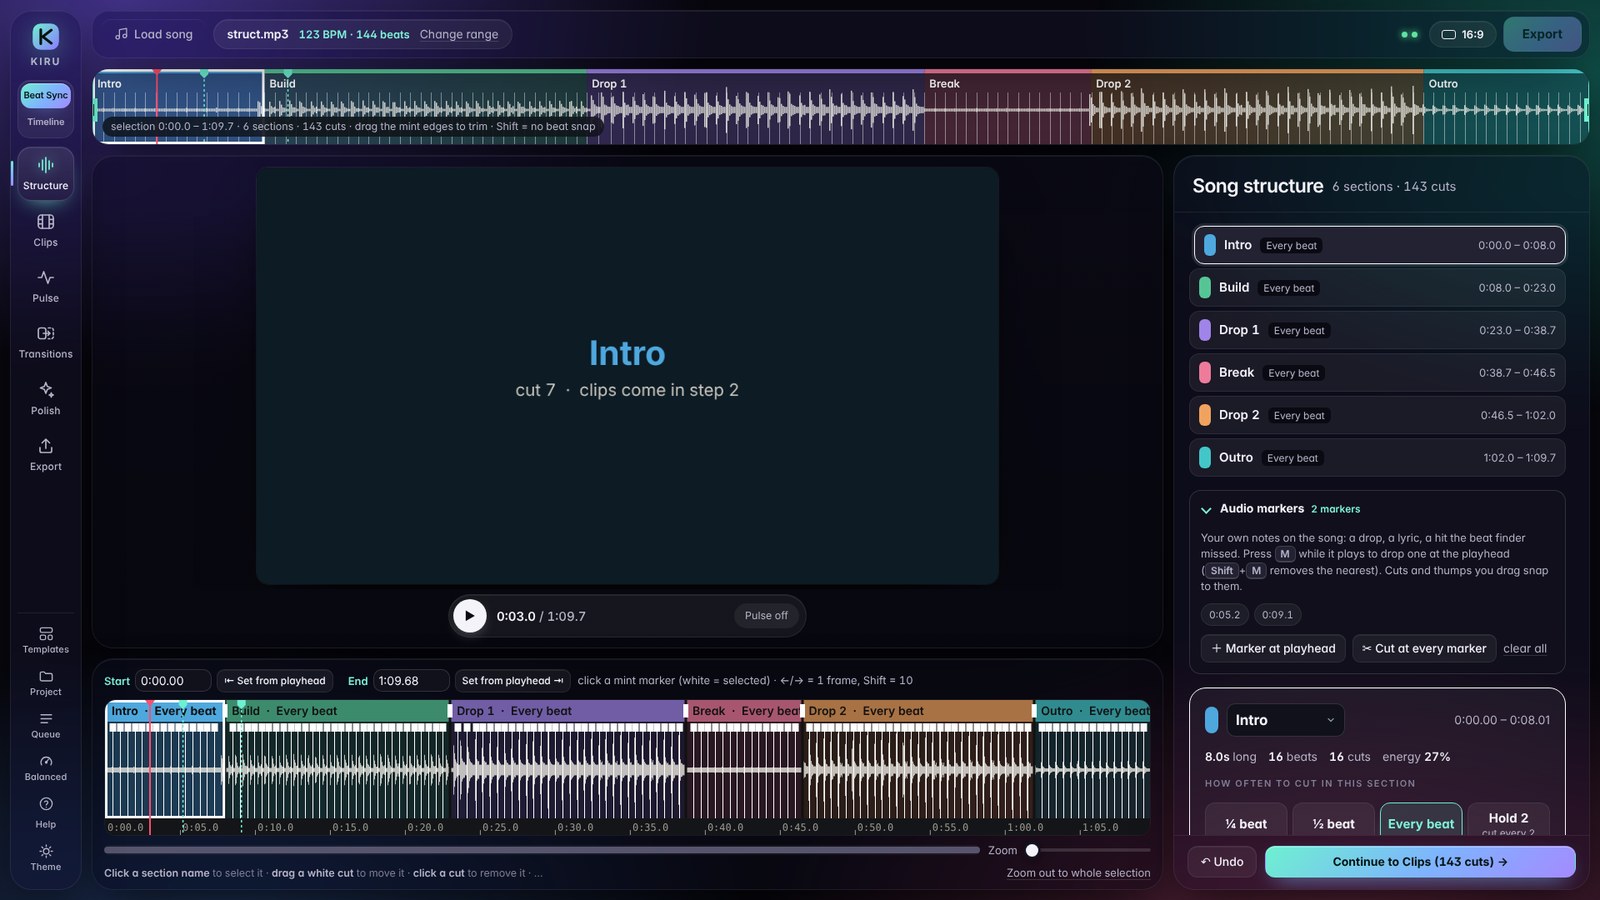 KIRU
Beat Sync
Timeline
Structure
Clips
Pulse
Transitions
Polish
Export
Templates
Project
Queue
Balanced
Help
Theme
Load song
struct.mp3 123 BPM · 144 beats Change range
16:9
Export
Intro Build Drop 1 Break Drop 2 Outro
selection 0:00.0 – 1:09.7 · 6 sections · 143 cuts · drag the mint edges to trim · Shift = no beat snap
Intro
cut 7 · clips come in step 2
0:03.0 / 1:09.7 Pulse off
Start 0:00.00 ⇤ Set from playhead End 1:09.68 Set from playhead ⇥ click a mint marker (white = selected) · ←/→ = 1 frame, Shift = 10
Intro · Every beat Build · Every beat Drop 1 · Every beat Break · Every beat Drop 2 · Every beat Outro · Every beat
0:00.0 0:05.0 0:10.0 0:15.0 0:20.0 0:25.0 0:30.0 0:35.0 0:40.0 0:45.0 0:50.0 0:55.0 1:00.0 1:05.0
Zoom
Click a section name to select it · drag a white cut to move it · click a cut to remove it · ... Zoom out to whole selection
Song structure 6 sections · 143 cuts
Intro Every beat 0:00.0 – 0:08.0
Build Every beat 0:08.0 – 0:23.0
Drop 1 Every beat 0:23.0 – 0:38.7
Break Every beat 0:38.7 – 0:46.5
Drop 2 Every beat 0:46.5 – 1:02.0
Outro Every beat 1:02.0 – 1:09.7
Audio markers 2 markers
Your own notes on the song: a drop, a lyric, a hit the beat finder
missed. Press M while it plays to drop one at the playhead
(Shift+M removes the nearest). Cuts and thumps you drag snap
to them.
0:05.2 0:09.1
+ Marker at playhead ✂ Cut at every marker clear all
Intro 0:00.00 – 0:08.01
8.0s long 16 beats 16 cuts energy 27%
HOW OFTEN TO CUT IN THIS SECTION
¼ beat ½ beat Every beat Hold 2
cut every 2
↶ Undo Continue to Clips (143 cuts) →